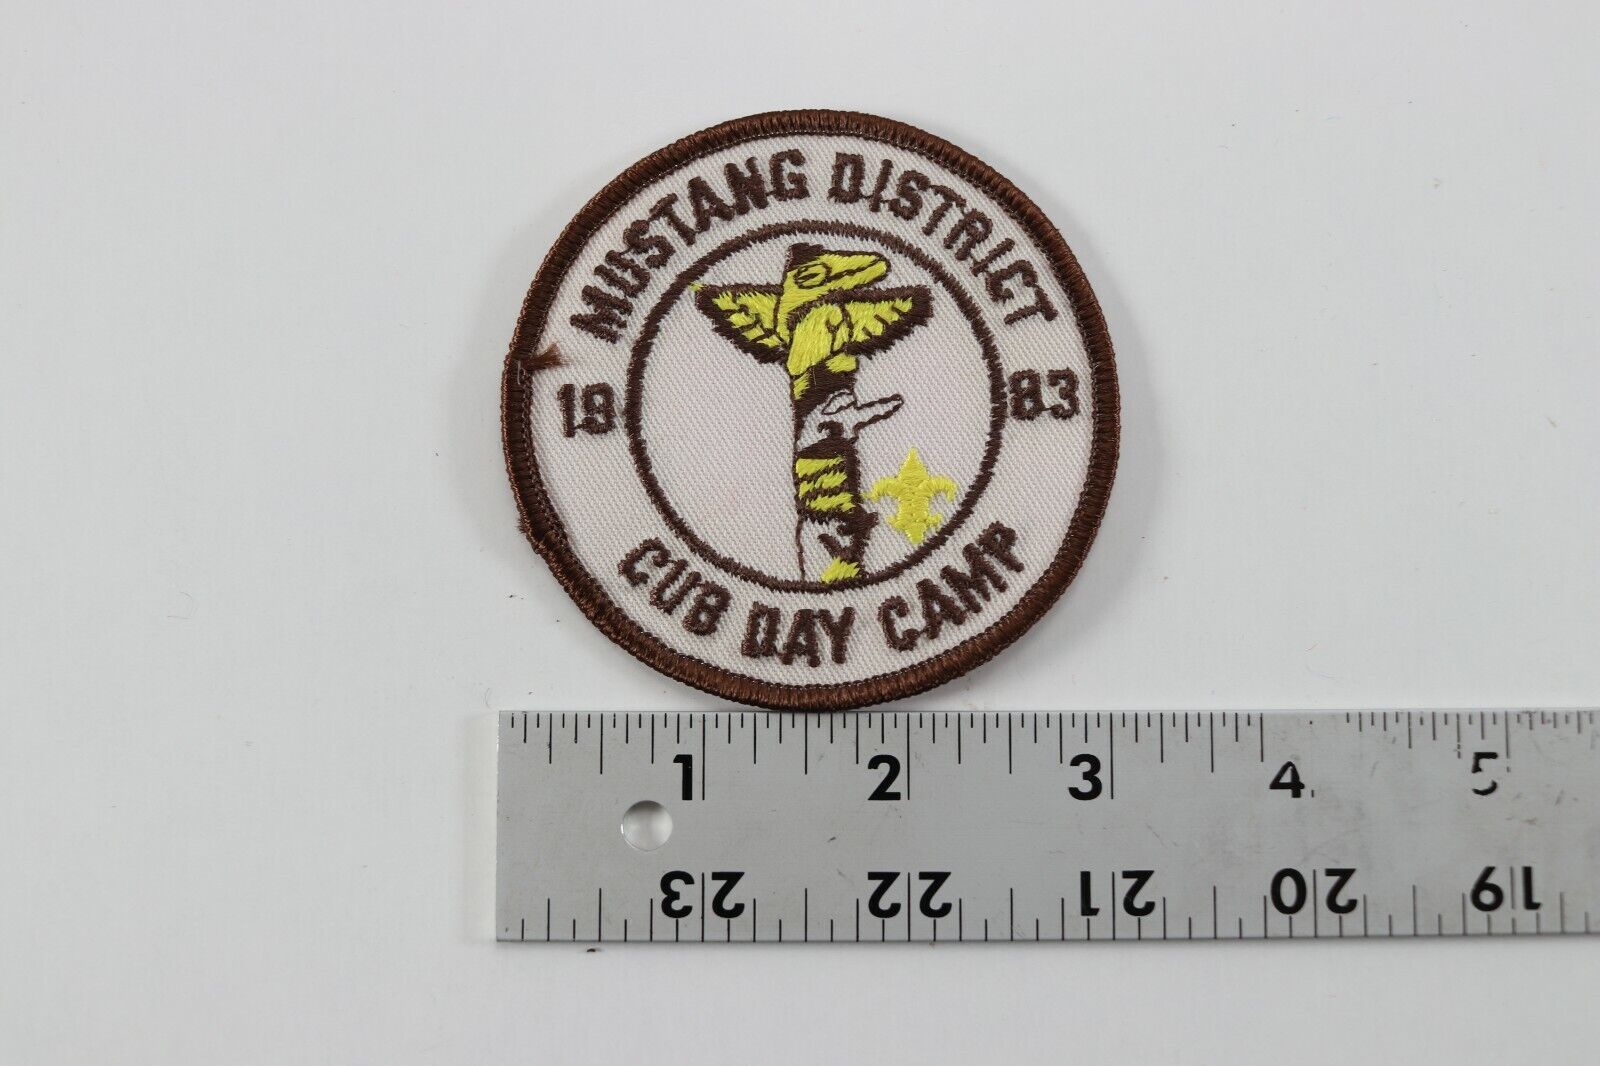 MUSTANG DISTRICT
19 83
CUB DAY CAMP
1 2 3 4 5
23 22 21 20 19